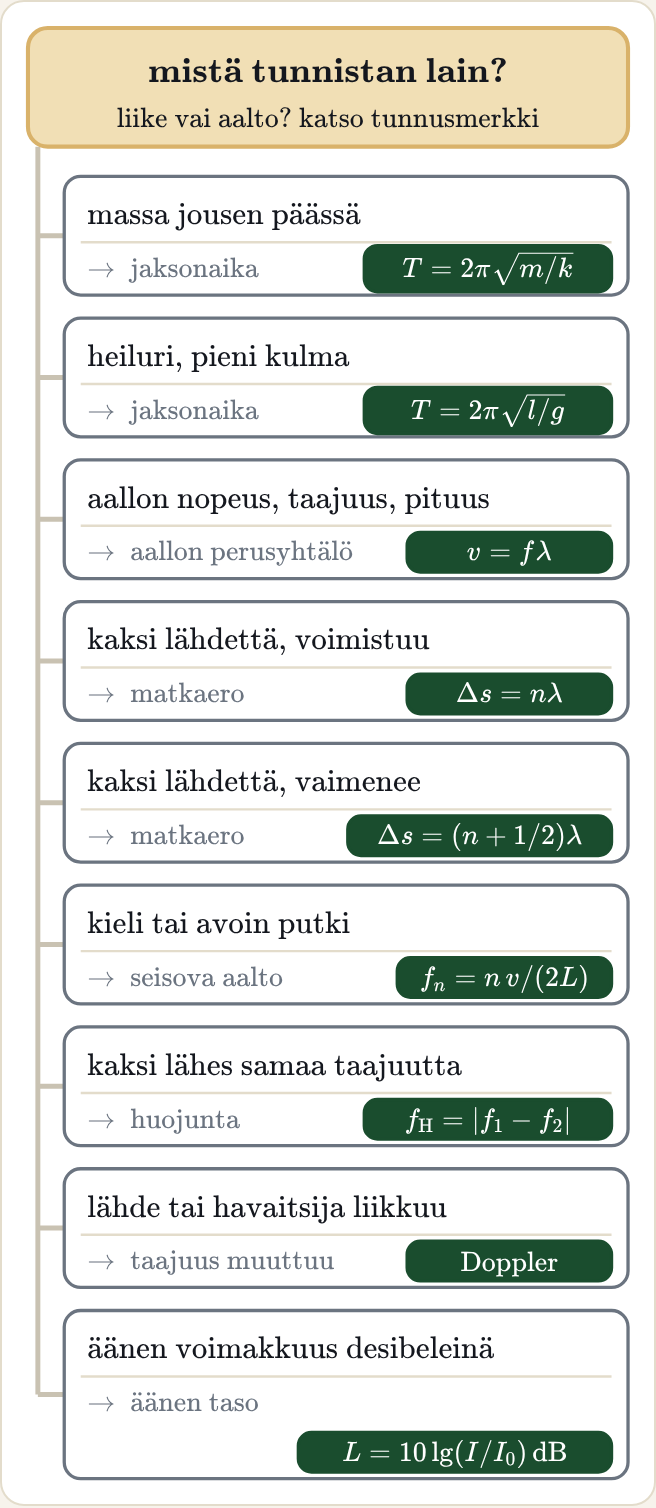 mistä tunnistan lain?
liike vai aalto? katso tunnusmerkki
massa jousen päässä
→ jaksonaika T = 2π√m/k
heiluri, pieni kulma
→ jaksonaika T = 2π√l/g
aallon nopeus, taajuus, pituus
→ aallon perusyhtälö v = fλ
kaksi lähdettä, voimistuu
→ matkaero Δs = nλ
kaksi lähdettä, vaimenee
→ matkaero Δs = (n + 1/2)λ
kieli tai avoin putki
→ seisova aalto fₙ = n v/(2L)
kaksi lähes samaa taajuutta
→ huojunta f_H = |f₁ − f₂|
lähde tai havaitsija liikkuu
→ taajuus muuttuu Doppler
äänen voimakkuus desibeleinä
→ äänen taso
L = 10 lg(I/I₀) dB